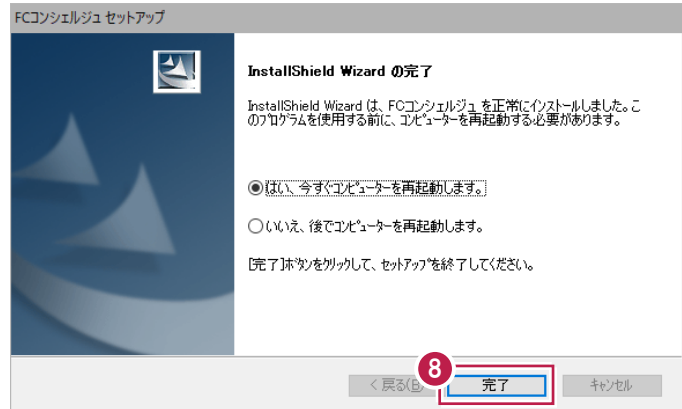 FCコンシェルジュ セットアップ
InstallShield Wizard の完了
InstallShield Wizard は、FCコンシェルジュ を正常にインストールしました。こ
のプログラムを使用する前に、コンピューターを再起動する必要があります。
はい、今すぐコンピューターを再起動します。
いいえ、後でコンピューターを再起動します。
[完了]ボタンをクリックして、セットアップを終了してください。
8
< 戻る(B)
完了
キャンセル